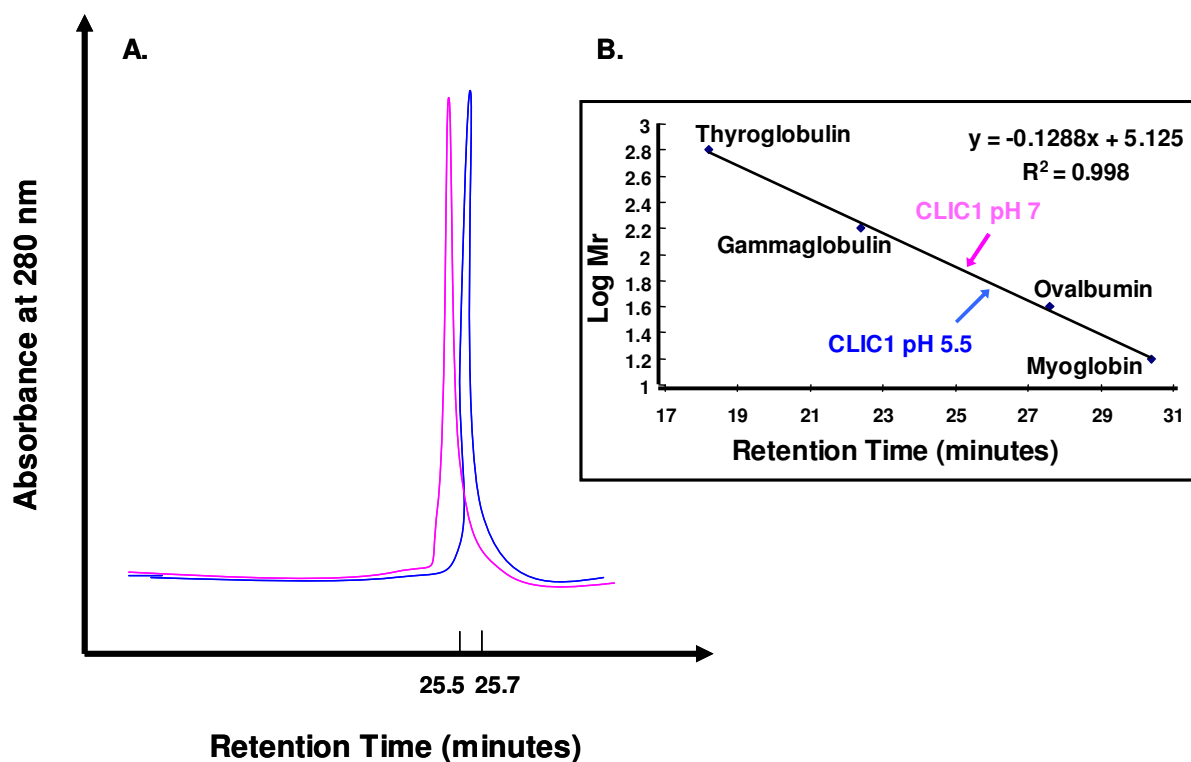 A.
Absorbance at 280 nm
25.5 25.7
Retention Time (minutes)
B.
y = -0.1288x + 5.125
R² = 0.998
Thyroglobulin
CLIC1 pH 7
Gammaglobulin
Ovalbumin
CLIC1 pH 5.5
Myoglobin
Log Mr
3
2.8
2.6
2.4
2.2
2
1.8
1.6
1.4
1.2
1
17 19 21 23 25 27 29 31
Retention Time (minutes)